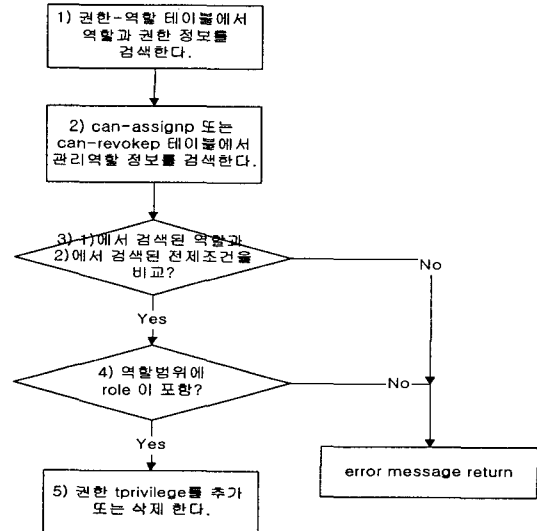 1) 권한-역할 테이블에서
역할과 권한 정보를
검색한다.
2) can-assignp 또는
can-revokep 테이블에서
관리역할 정보를 검색한다.
3) 1)에서 검색된 역할과
2)에서 검색된 전제조건을
비교?
No
Yes
4) 역할범위에
role 이 포함?
No
Yes
error message return
5) 권한 tprivilege를 추가
또는 삭제 한다.